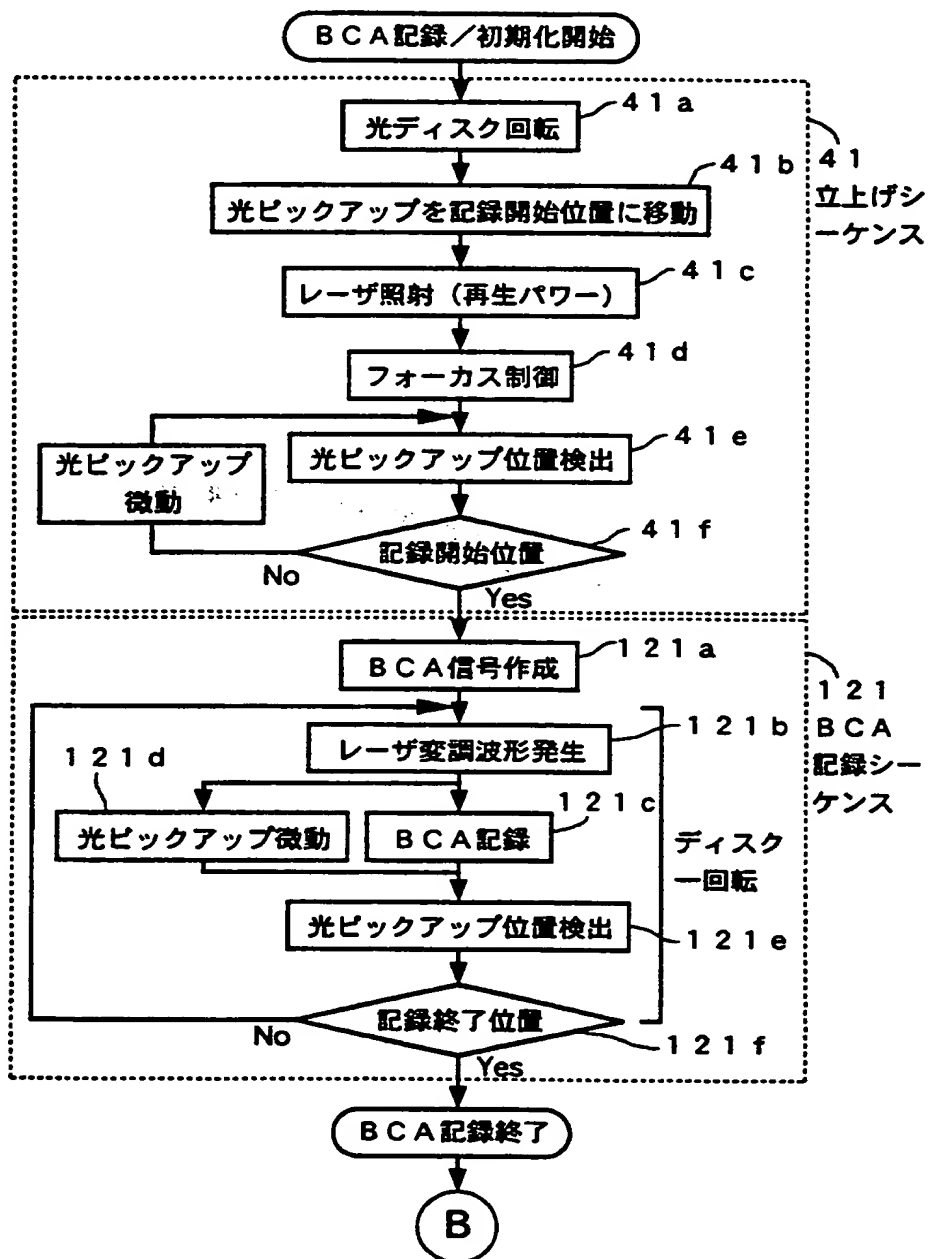 BCA記録/初期化開始
41a
光ディスク回転
41b
光ピックアップを記録開始位置に移動
41
立上げシ
ーケンス
41c
レーザ照射(再生パワー)
41d
フォーカス制御
41e
光ピックアップ位置検出
光ピックアップ
微動
41f
記録開始位置
No
Yes
121a
BCA信号作成
121
BCA
記録シー
ケンス
121b
レーザ変調波形発生
121d
光ピックアップ微動
121c
BCA記録
ディスク
一回転
光ピックアップ位置検出
121e
記録終了位置
No
121f
Yes
BCA記録終了
B